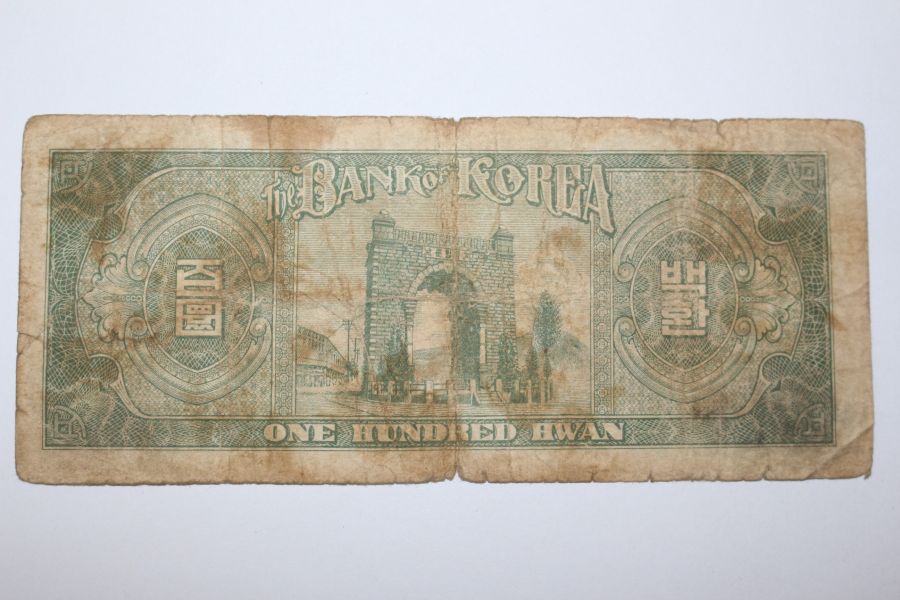 The BANK OF KOREA
百圜
백환
ONE HUNDRED HWAN